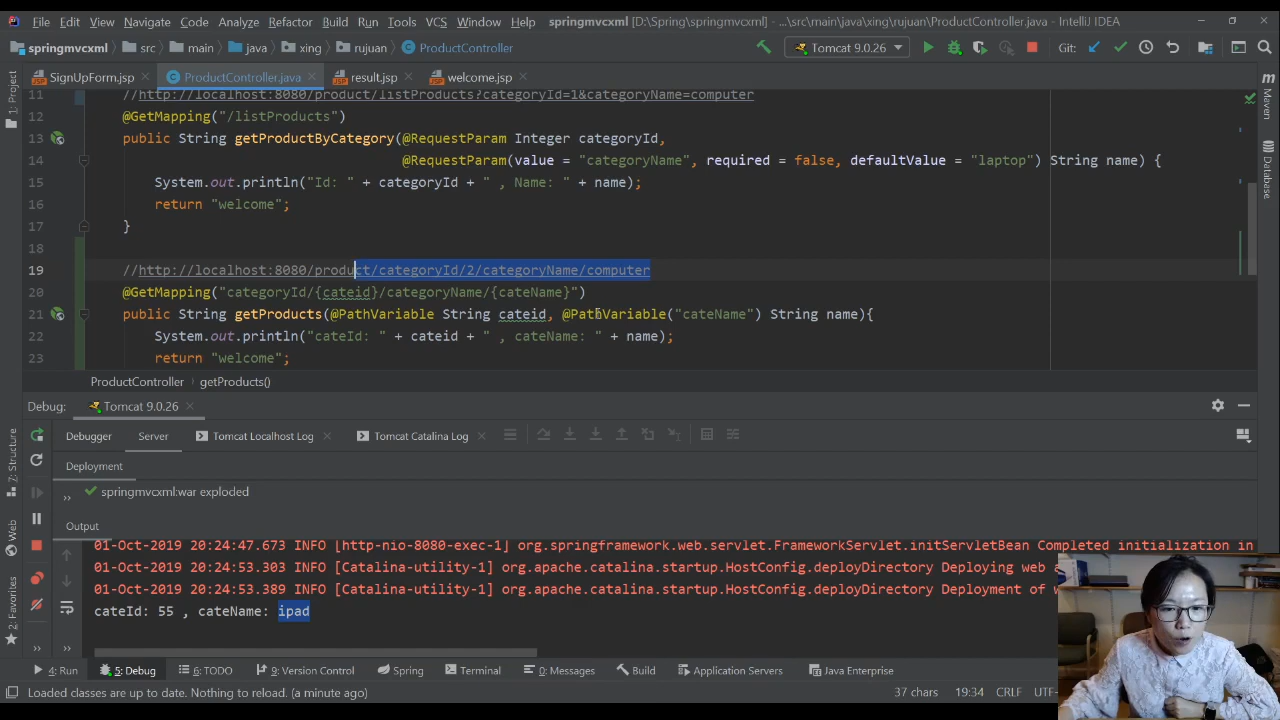 File Edit View Navigate Code Analyze Refactor Build Run Tools VCS Window Help springmvcxml [D:\Spring\springmvcxml] - ...\src\main\java\xing\rujuan\ProductController.java - IntelliJ IDEA
springmvcxml src main java xing rujuan ProductController Tomcat 9.0.26 Git:
SignUpForm.jsp ProductController.java result.jsp welcome.jsp
11 //http://localhost:8080/product/listProducts?categoryId=1&categoryName=computer
12 @GetMapping("/listProducts")
13 public String getProductByCategory(@RequestParam Integer categoryId,
14 @RequestParam(value = "categoryName", required = false, defaultValue = "laptop") String name) {
15 System.out.println("Id: " + categoryId + " , Name: " + name);
16 return "welcome";
17 }
18
19 //http://localhost:8080/product/categoryId/2/categoryName/computer
20 @GetMapping("categoryId/{cateid}/categoryName/{cateName}")
21 public String getProducts(@PathVariable String cateid, @PathVariable("cateName") String name){
22 System.out.println("cateId: " + cateid + " , cateName: " + name);
23 return "welcome";
ProductController getProducts()
Debug: Tomcat 9.0.26
Debugger Server Tomcat Localhost Log Tomcat Catalina Log
Deployment
springmvcxml:war exploded
Output
01-Oct-2019 20:24:47.673 INFO [http-nio-8080-exec-1] org.springframework.web.servlet.FrameworkServlet.initServletBean Completed initialization in
01-Oct-2019 20:24:53.303 INFO [Catalina-utility-1] org.apache.catalina.startup.HostConfig.deployDirectory Deploying web a
01-Oct-2019 20:24:53.389 INFO [Catalina-utility-1] org.apache.catalina.startup.HostConfig.deployDirectory Deployment of w
cateId: 55 , cateName: ipad
4: Run 5: Debug 6: TODO 9: Version Control Spring Terminal 0: Messages Build Application Servers Java Enterprise
Loaded classes are up to date. Nothing to reload. (a minute ago) 37 chars 19:34 CRLF UTF-
1: Project
7: Structure
Web
2: Favorites
Maven
Database